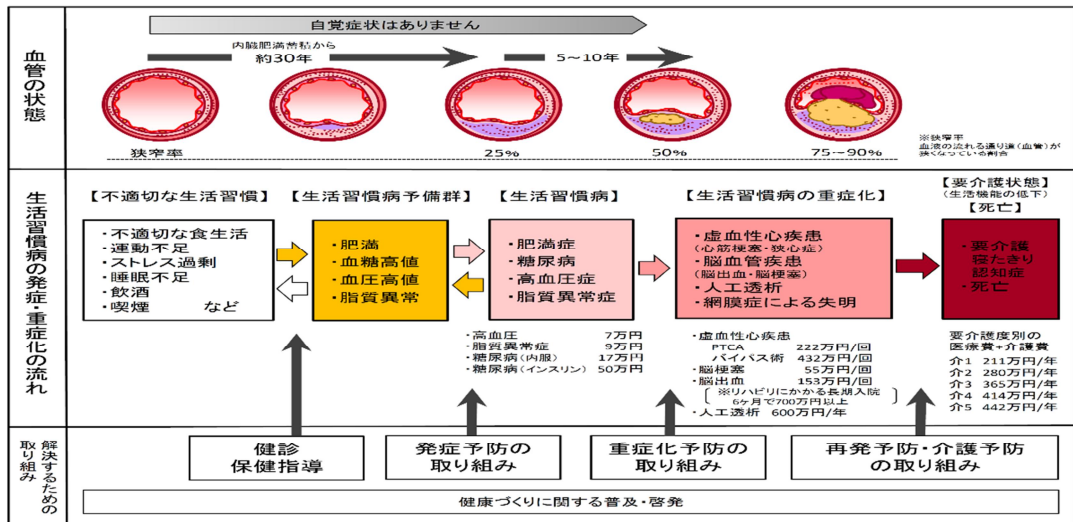 血管の状態
自覚症状はありません
内臓肥満蓄積から
約30年
5～10年
狭窄率
25%
50%
75～90%
※狭窄率
血液の流れる通り道(血管)が
狭くなっている割合
生活習慣病の発症・重症化の流れ
【不適切な生活習慣】
・不適切な食生活
・運動不足
・ストレス過剰
・睡眠不足
・飲酒
・喫煙 など
【生活習慣病予備群】
・肥満
・血糖高値
・血圧高値
・脂質異常
【生活習慣病】
・肥満症
・糖尿病
・高血圧症
・脂質異常症
・高血圧 7万円
・脂質異常症 9万円
・糖尿病(内服) 17万円
・糖尿病(インスリン) 50万円
【生活習慣病の重症化】
・虚血性心疾患
(心筋梗塞・狭心症)
・脳血管疾患
(脳出血・脳梗塞)
・人工透析
・網膜症による失明
・虚血性心疾患
PTCA 222万円/回
バイパス術 432万円/回
・脳梗塞 55万円/回
・脳出血 153万円/回
※リハビリにかかる長期入院
6ヶ月で700万円以上
・人工透析 600万円/年
【要介護状態】
(生活機能の低下)
【死亡】
・要介護
寝たきり
認知症
・死亡
要介護度別の
医療費+介護費
介1 211万円/年
介2 280万円/年
介3 365万円/年
介4 414万円/年
介5 442万円/年
解決するための
取り組み
健診
保健指導
発症予防の
取り組み
重症化予防の
取り組み
再発予防・介護予防
の取り組み
健康づくりに関する普及・啓発